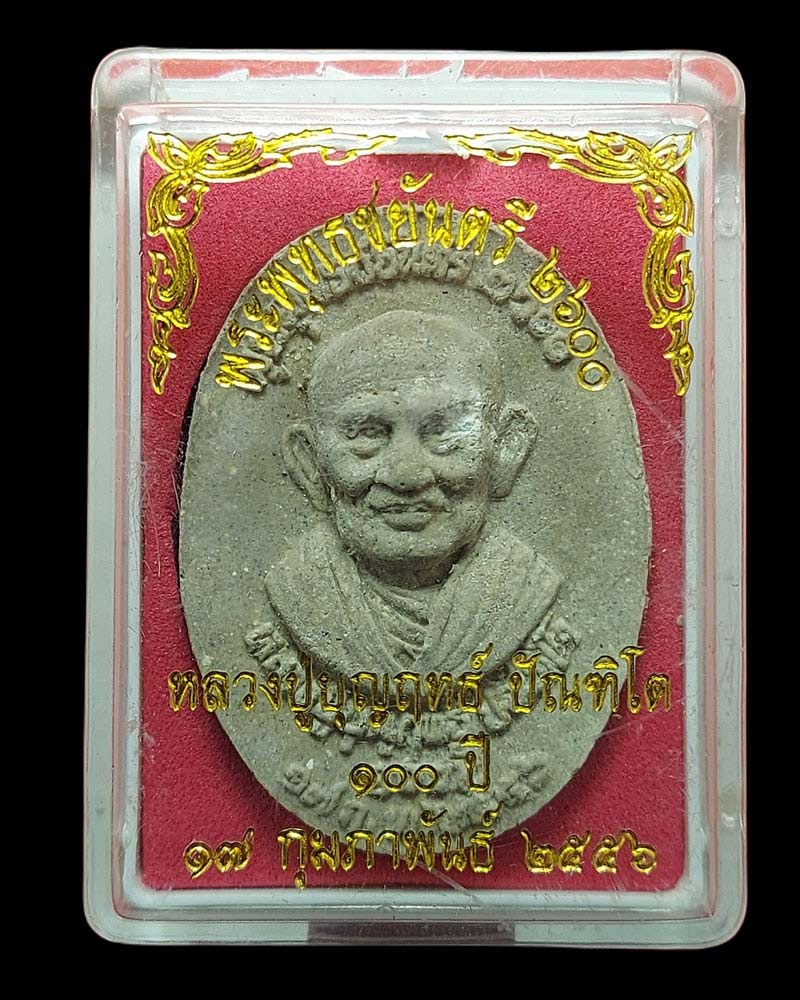 พระพุทธชยันตรี ๒๖๐๐
หลวงปู่บุญฤทธิ์ ปัณฑิโต
๑๐๐ ปี
๑๗ กุมภาพันธ์ ๒๕๕๖